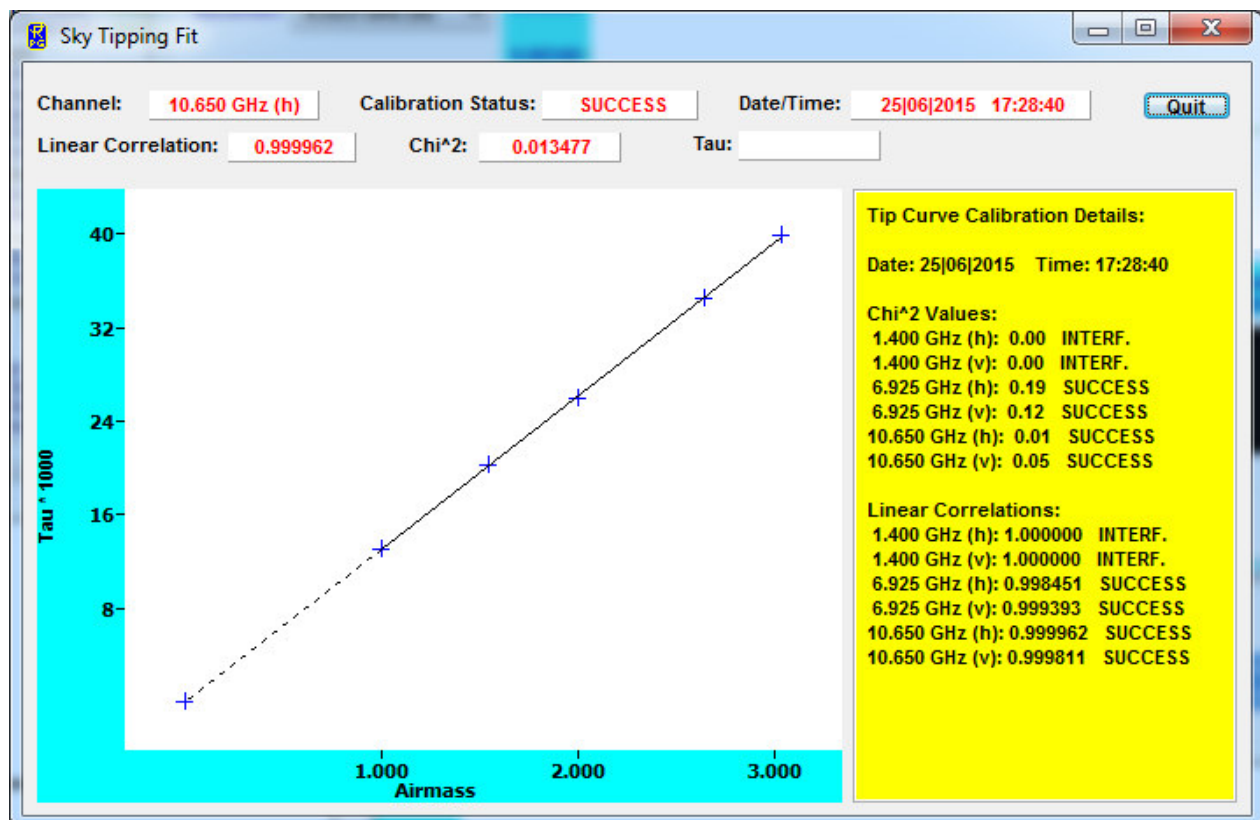 Sky Tipping Fit
Channel: 10.650 GHz (h) Calibration Status: SUCCESS Date/Time: 25|06|2015 17:28:40 Quit
Linear Correlation: 0.999962 Chi^2: 0.013477 Tau:
40
32
24
16
8
Tau * 1000
1.000 2.000 3.000
Airmass
Tip Curve Calibration Details:
Date: 25|06|2015 Time: 17:28:40
Chi^2 Values:
1.400 GHz (h): 0.00 INTERF.
1.400 GHz (v): 0.00 INTERF.
6.925 GHz (h): 0.19 SUCCESS
6.925 GHz (v): 0.12 SUCCESS
10.650 GHz (h): 0.01 SUCCESS
10.650 GHz (v): 0.05 SUCCESS
Linear Correlations:
1.400 GHz (h): 1.000000 INTERF.
1.400 GHz (v): 1.000000 INTERF.
6.925 GHz (h): 0.998451 SUCCESS
6.925 GHz (v): 0.999393 SUCCESS
10.650 GHz (h): 0.999962 SUCCESS
10.650 GHz (v): 0.999811 SUCCESS